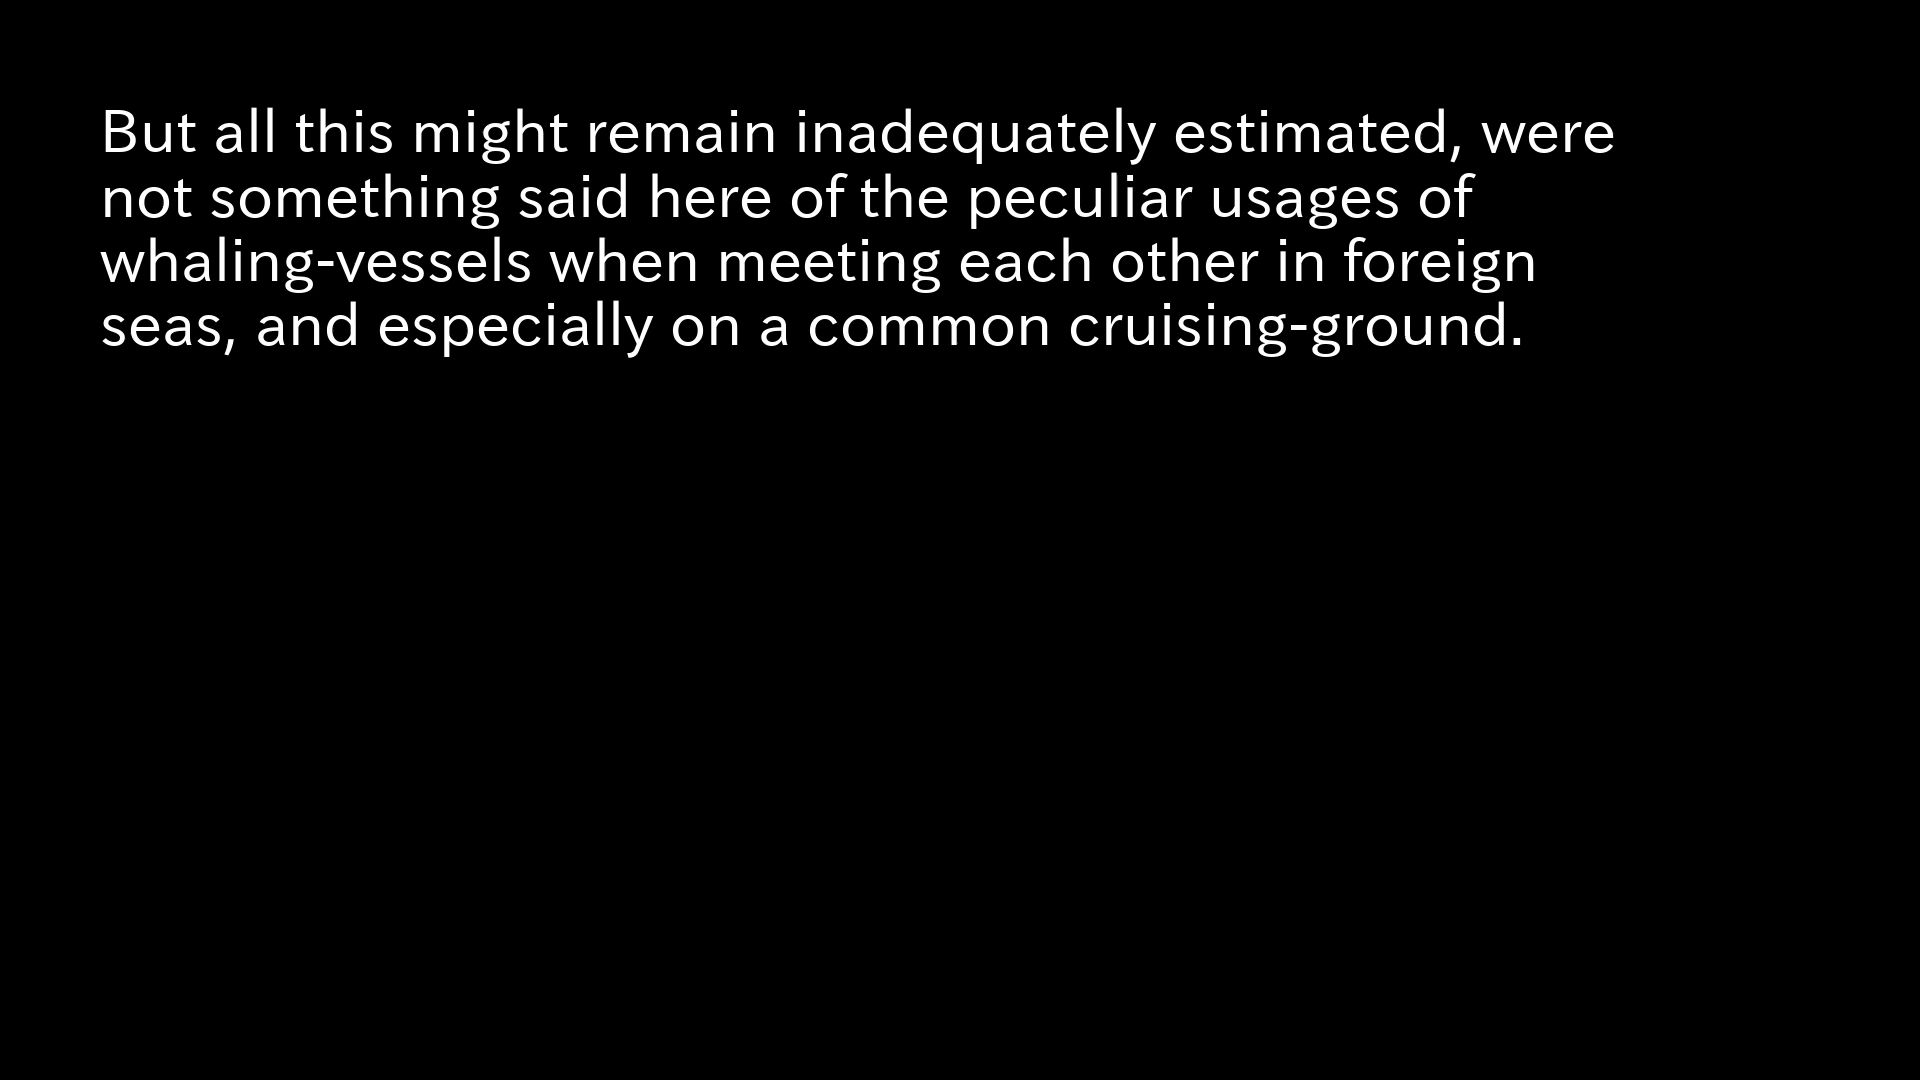 But all this might remain inadequately estimated, were
not something said here of the peculiar usages of
whaling-vessels when meeting each other in foreign
seas, and especially on a common cruising-ground.